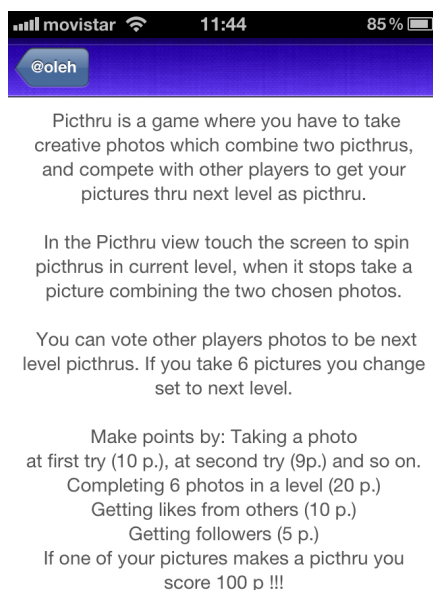 movistar 11:44 85%
@oleh
Picthru is a game where you have to take
creative photos which combine two picthrus,
and compete with other players to get your
pictures thru next level as picthru.
In the Picthru view touch the screen to spin
picthrus in current level, when it stops take a
picture combining the two chosen photos.
You can vote other players photos to be next
level picthrus. If you take 6 pictures you change
set to next level.
Make points by: Taking a photo
at first try (10 p.), at second try (9p.) and so on.
Completing 6 photos in a level (20 p.)
Getting likes from others (10 p.)
Getting followers (5 p.)
If one of your pictures makes a picthru you
score 100 p !!!